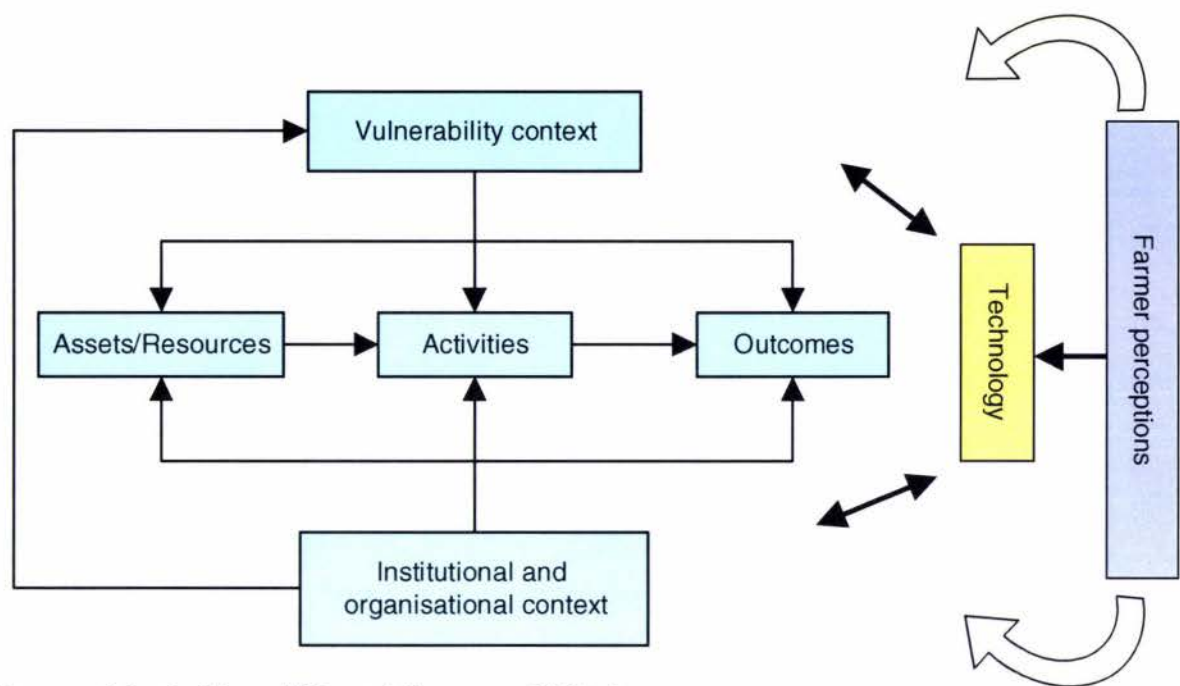 Vulnerability context
Assets/Resources
Activities
Outcomes
Institutional and
organisational context
Technology
Farmer perceptions